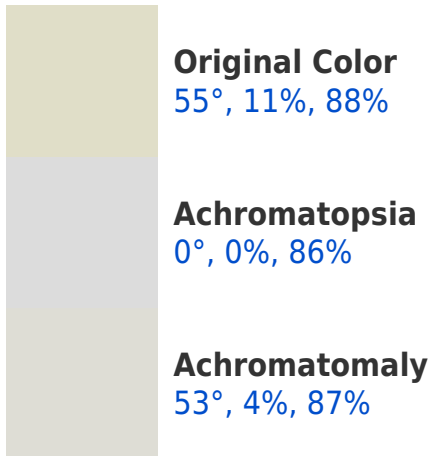 Original Color
55°, 11%, 88%
Achromatopsia
0°, 0%, 86%
Achromatomaly
53°, 4%, 87%